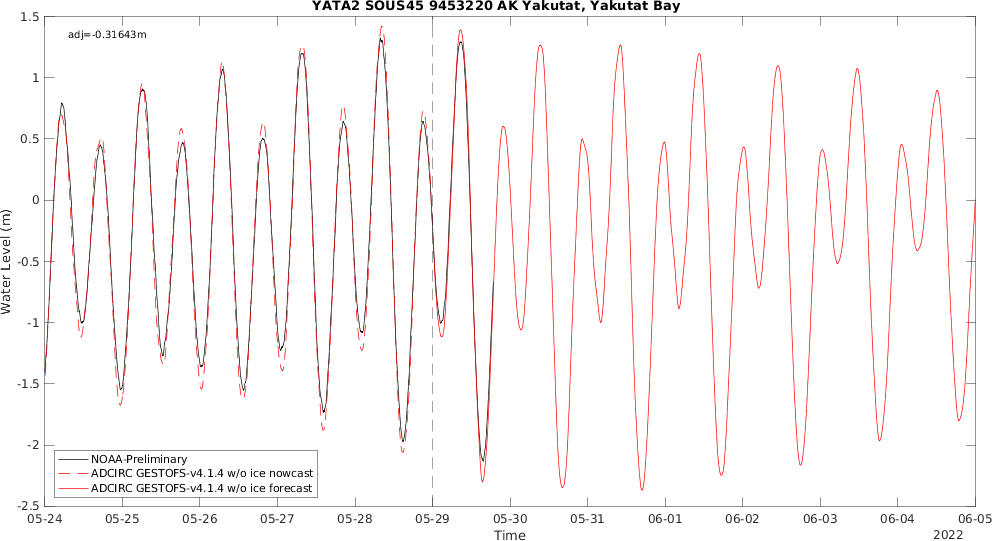 YATA2 SOUS45 9453220 AK Yakutat, Yakutat Bay
adj=-0.31643m
1.5
1
0.5
0
-0.5
-1
-1.5
-2
-2.5
Water Level (m)
NOAA-Preliminary
ADCIRC GESTOFS-v4.1.4 w/o ice nowcast
ADCIRC GESTOFS-v4.1.4 w/o ice forecast
05-24 05-25 05-26 05-27 05-28 05-29 05-30 05-31 06-01 06-02 06-03 06-04 06-05
Time
2022